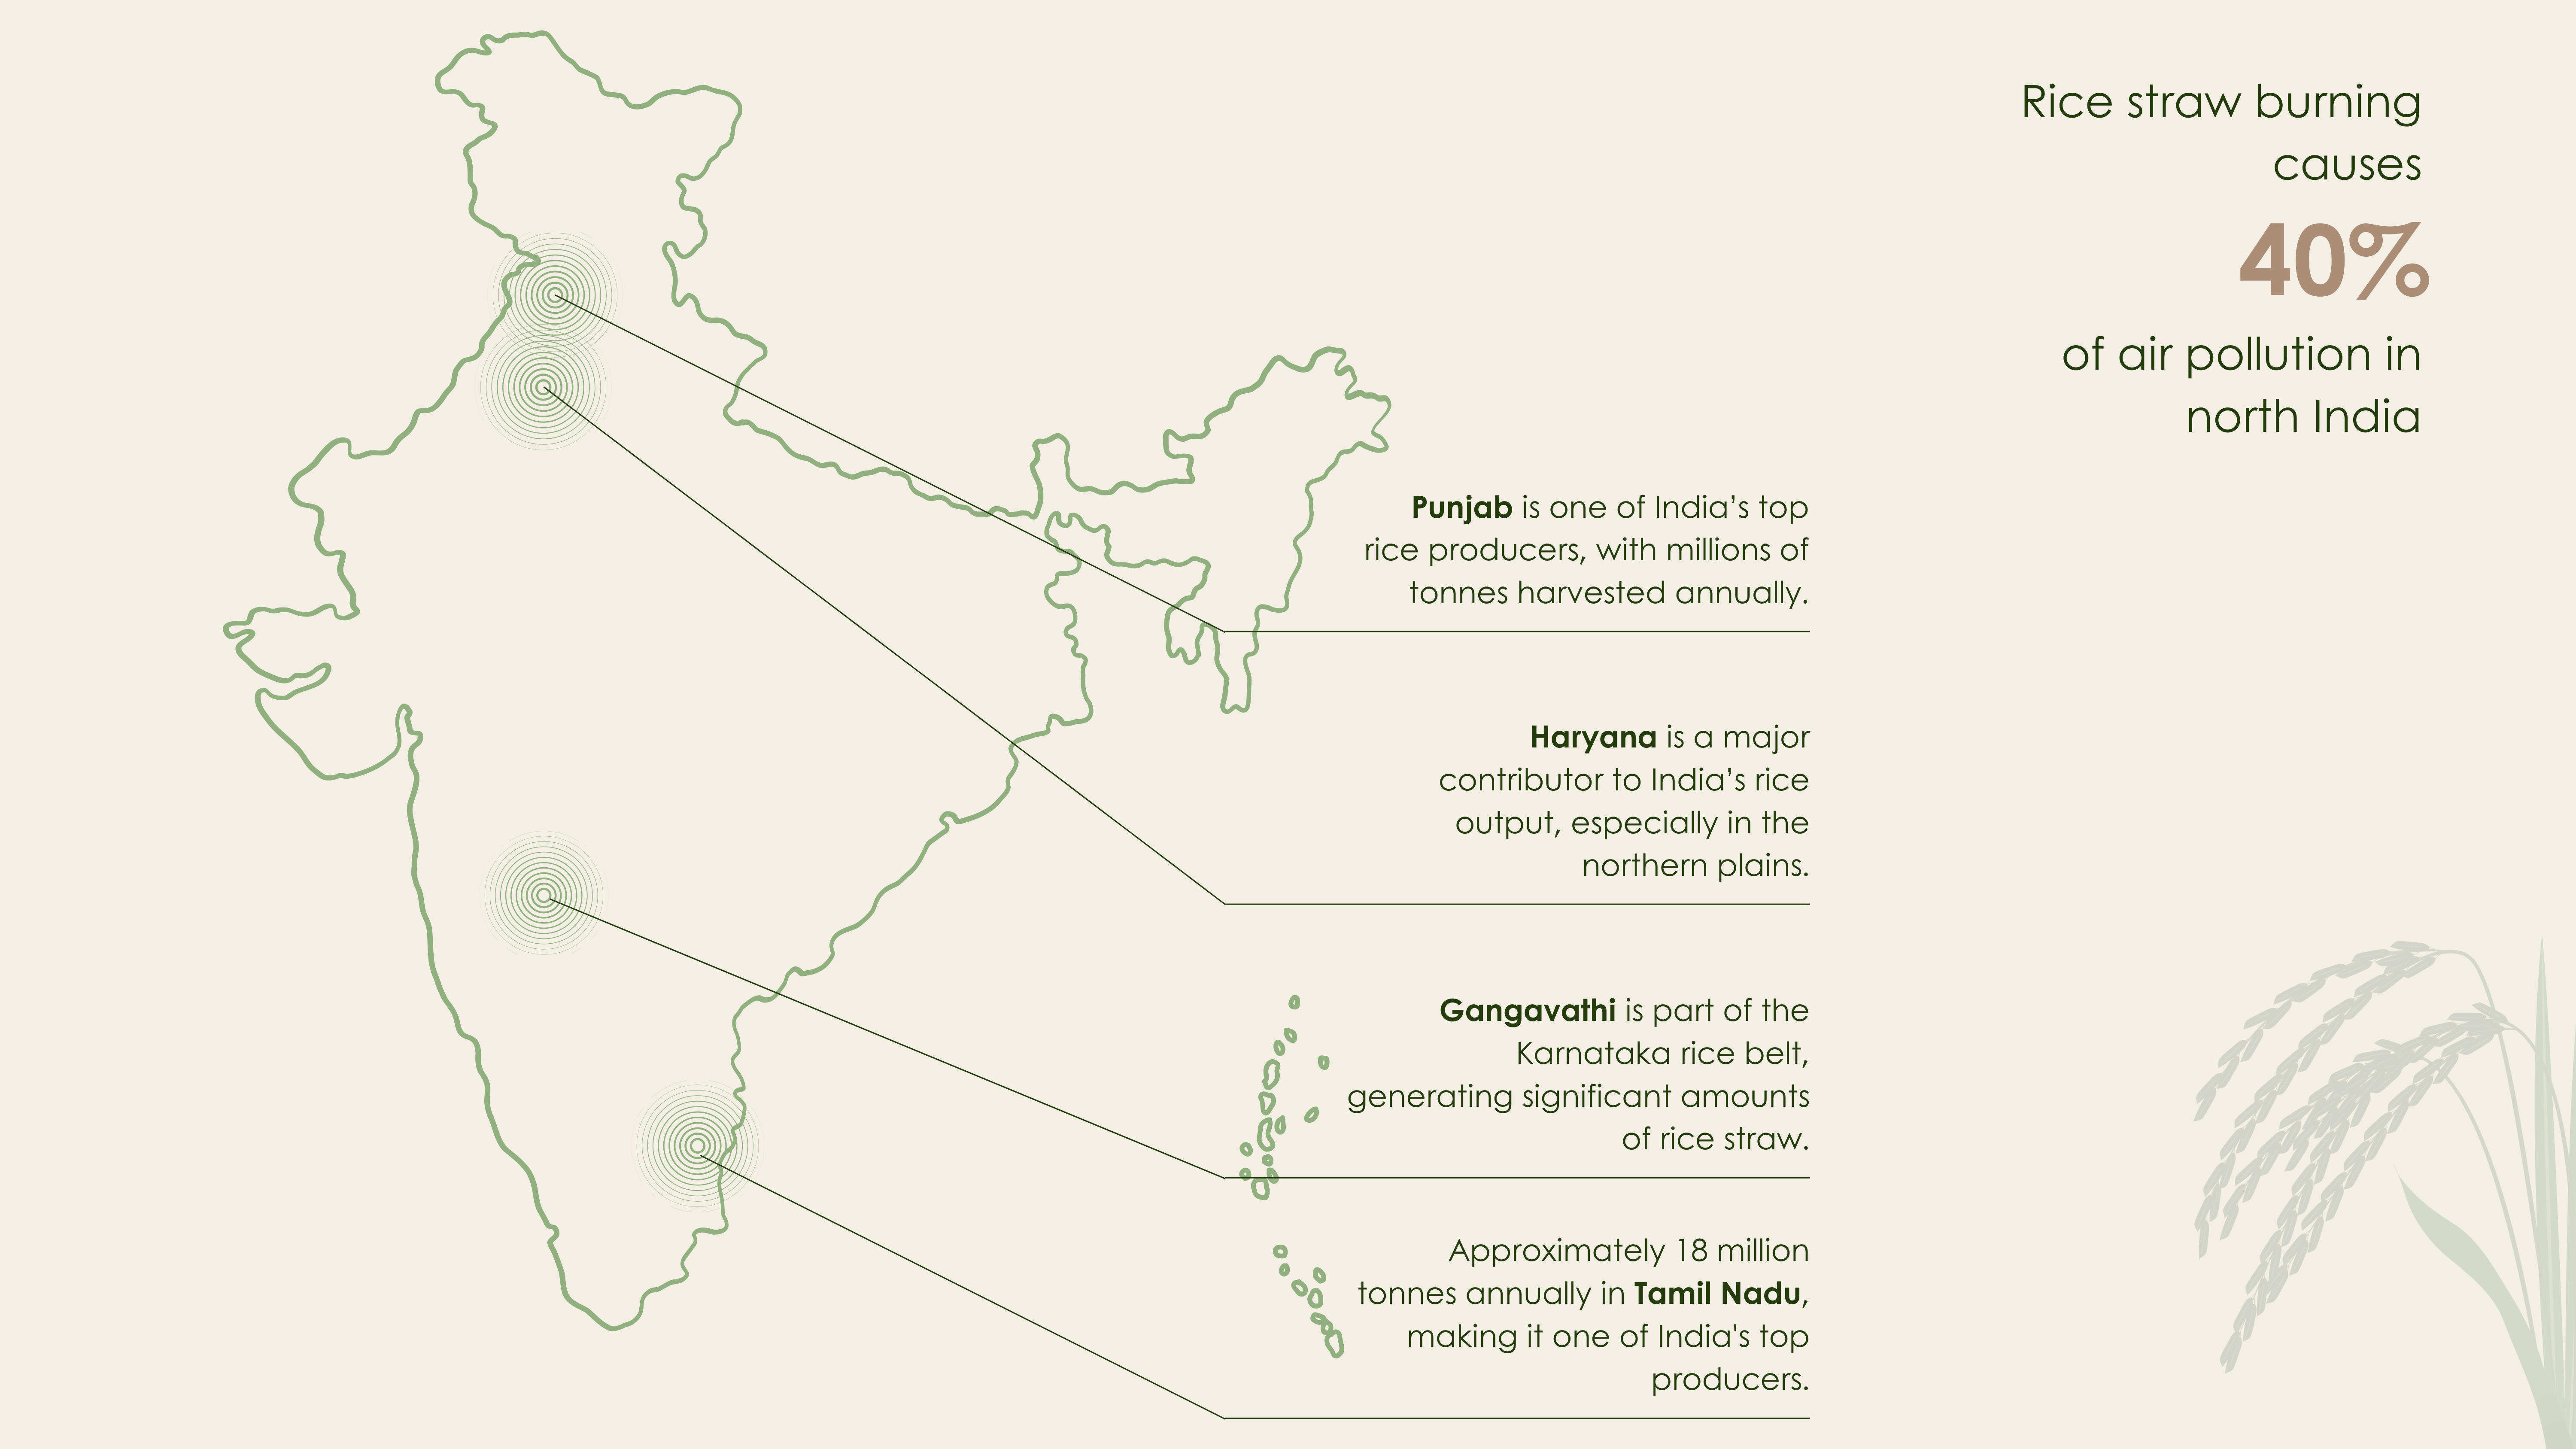 Rice straw burning
causes
40%
of air pollution in
north India
Punjab is one of India’s top
rice producers, with millions of
tonnes harvested annually.
Haryana is a major
contributor to India’s rice
output, especially in the
northern plains.
Gangavathi is part of the
Karnataka rice belt,
generating significant amounts
of rice straw.
Approximately 18 million
tonnes annually in Tamil Nadu,
making it one of India's top
producers.